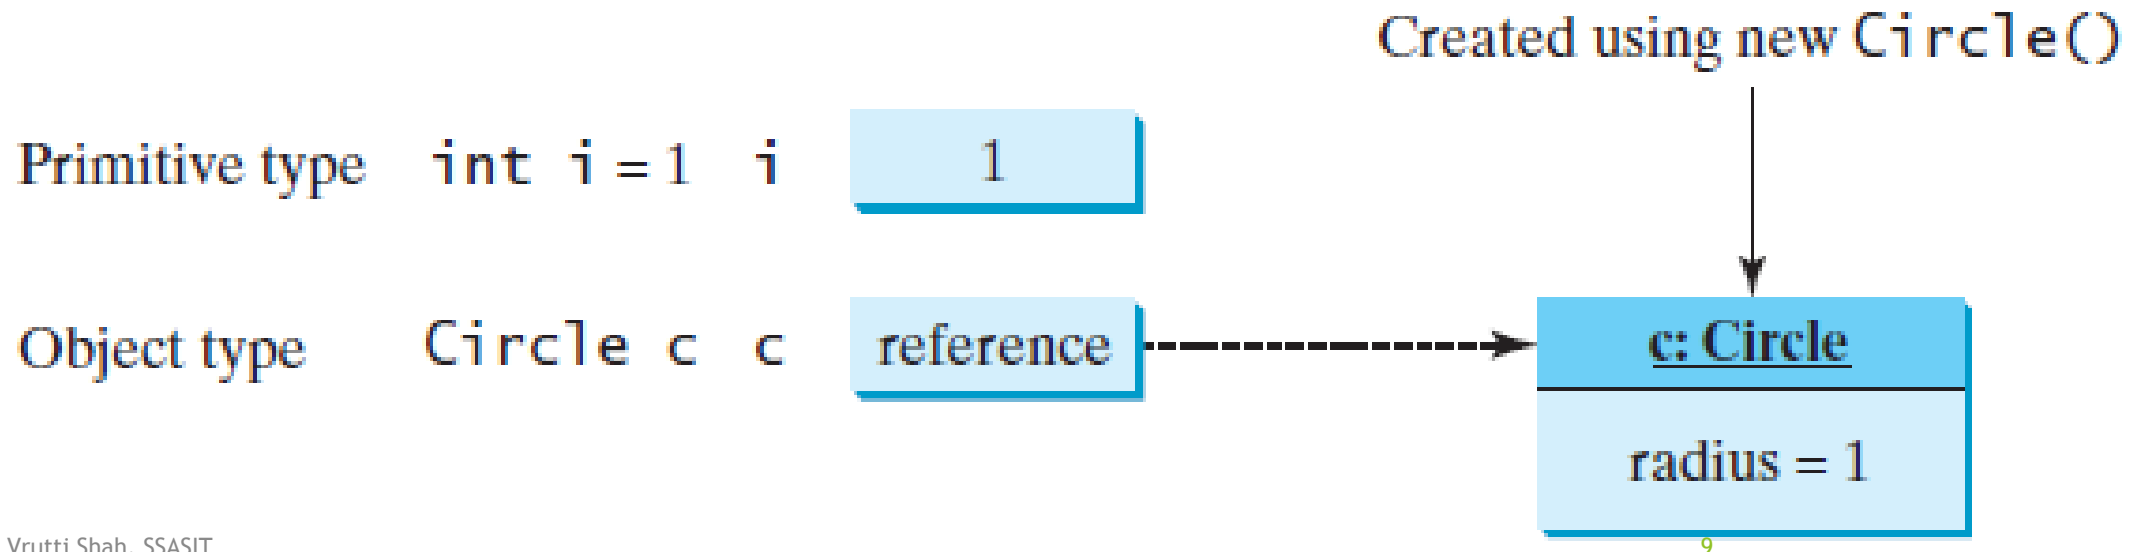 Created using new Circle()
Primitive type int i = 1 i 1
Object type Circle c c reference c: Circle
radius = 1
Vrutti Shah, SSASIT 9